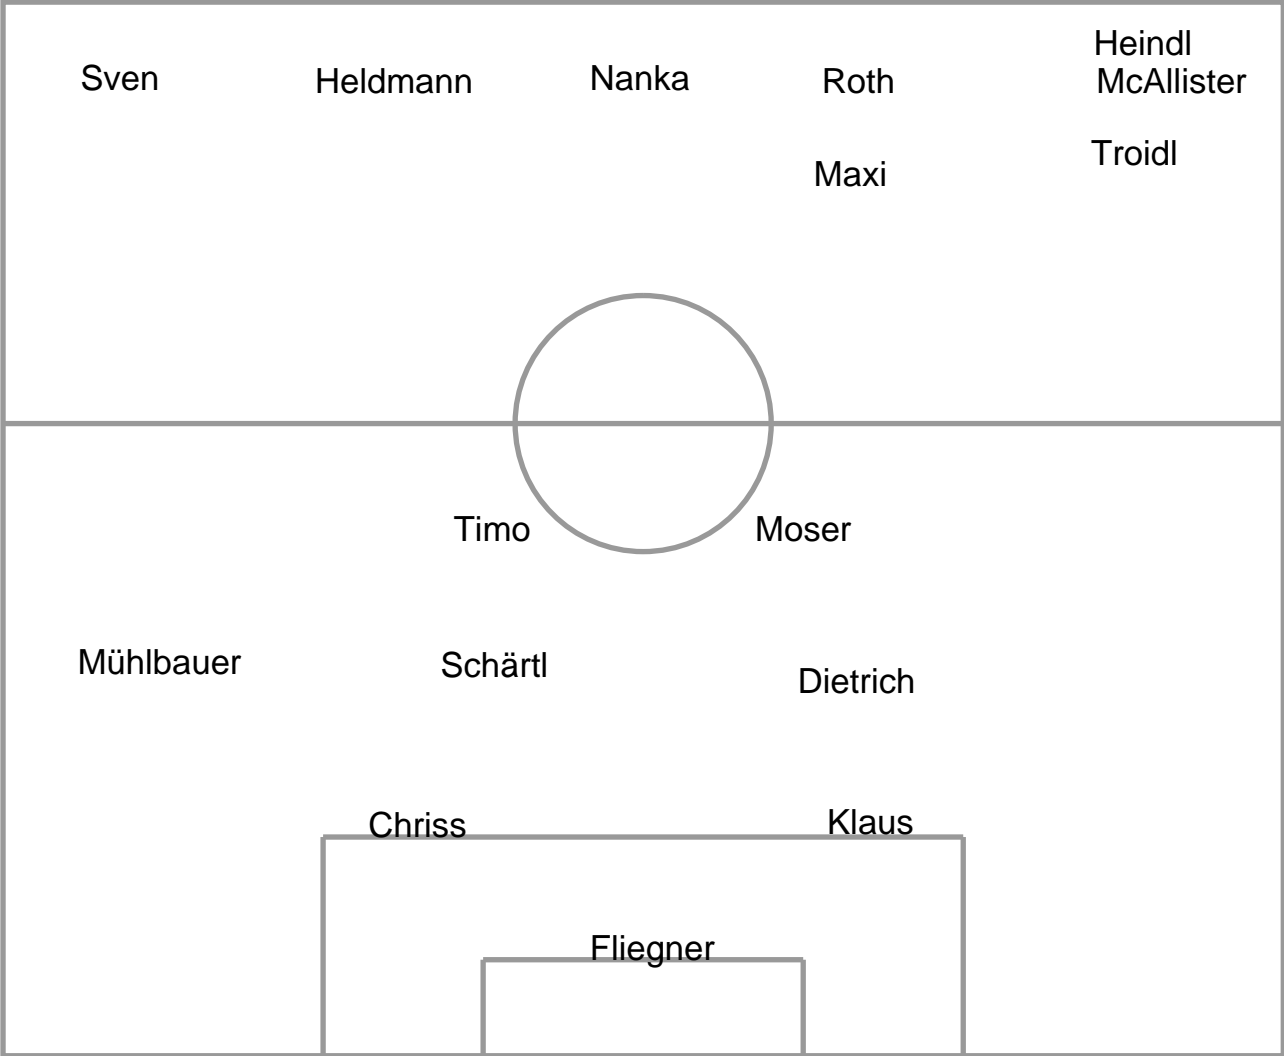 Heindl
Sven
Heldmann
Nanka
Roth
McAllister
Troidl
Maxi
Timo
Moser
Mühlbauer
Schärtl
Dietrich
Chriss
Klaus
Fliegner